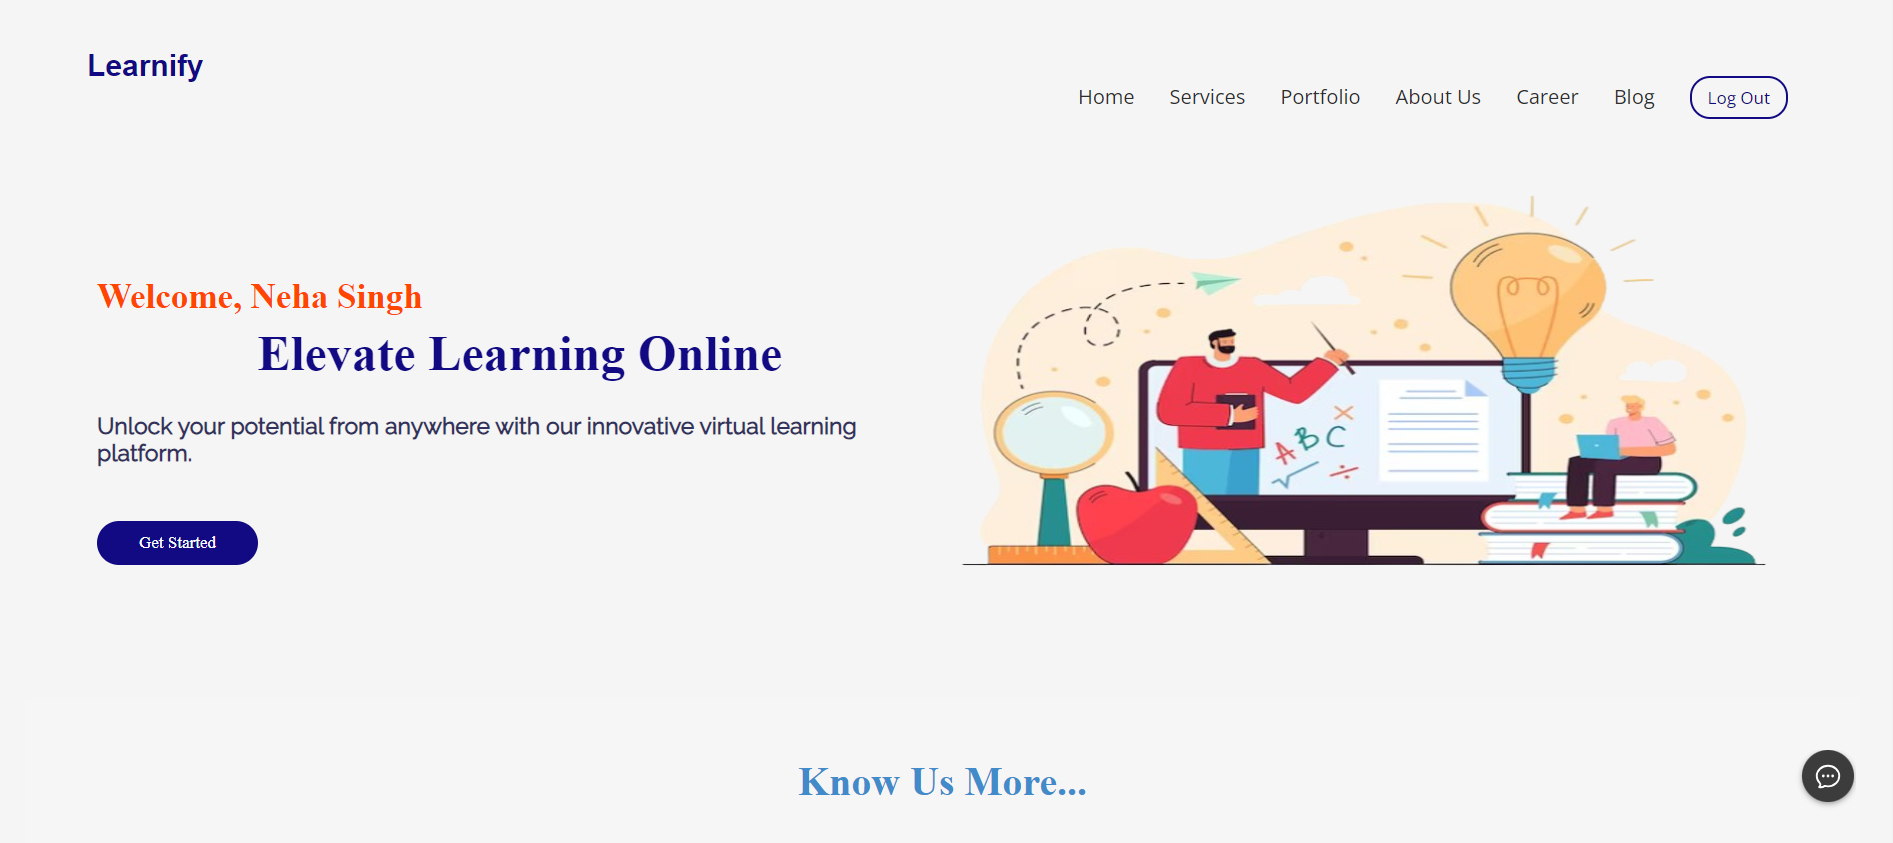 Learnify
Home Services Portfolio About Us Career Blog Log Out
Welcome, Neha Singh
Elevate Learning Online
Unlock your potential from anywhere with our innovative virtual learning
platform.
Get Started
A B C
Know Us More...